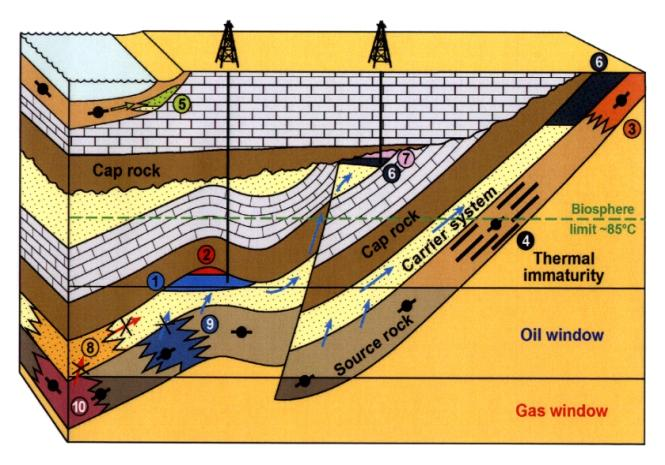 6
5
3
7
Cap rock
6
Biosphere
limit ~85°C
Cap rock
Carrier system
4
2
Thermal
immaturity
1
9
Source rock
Oil window
8
10
Gas window